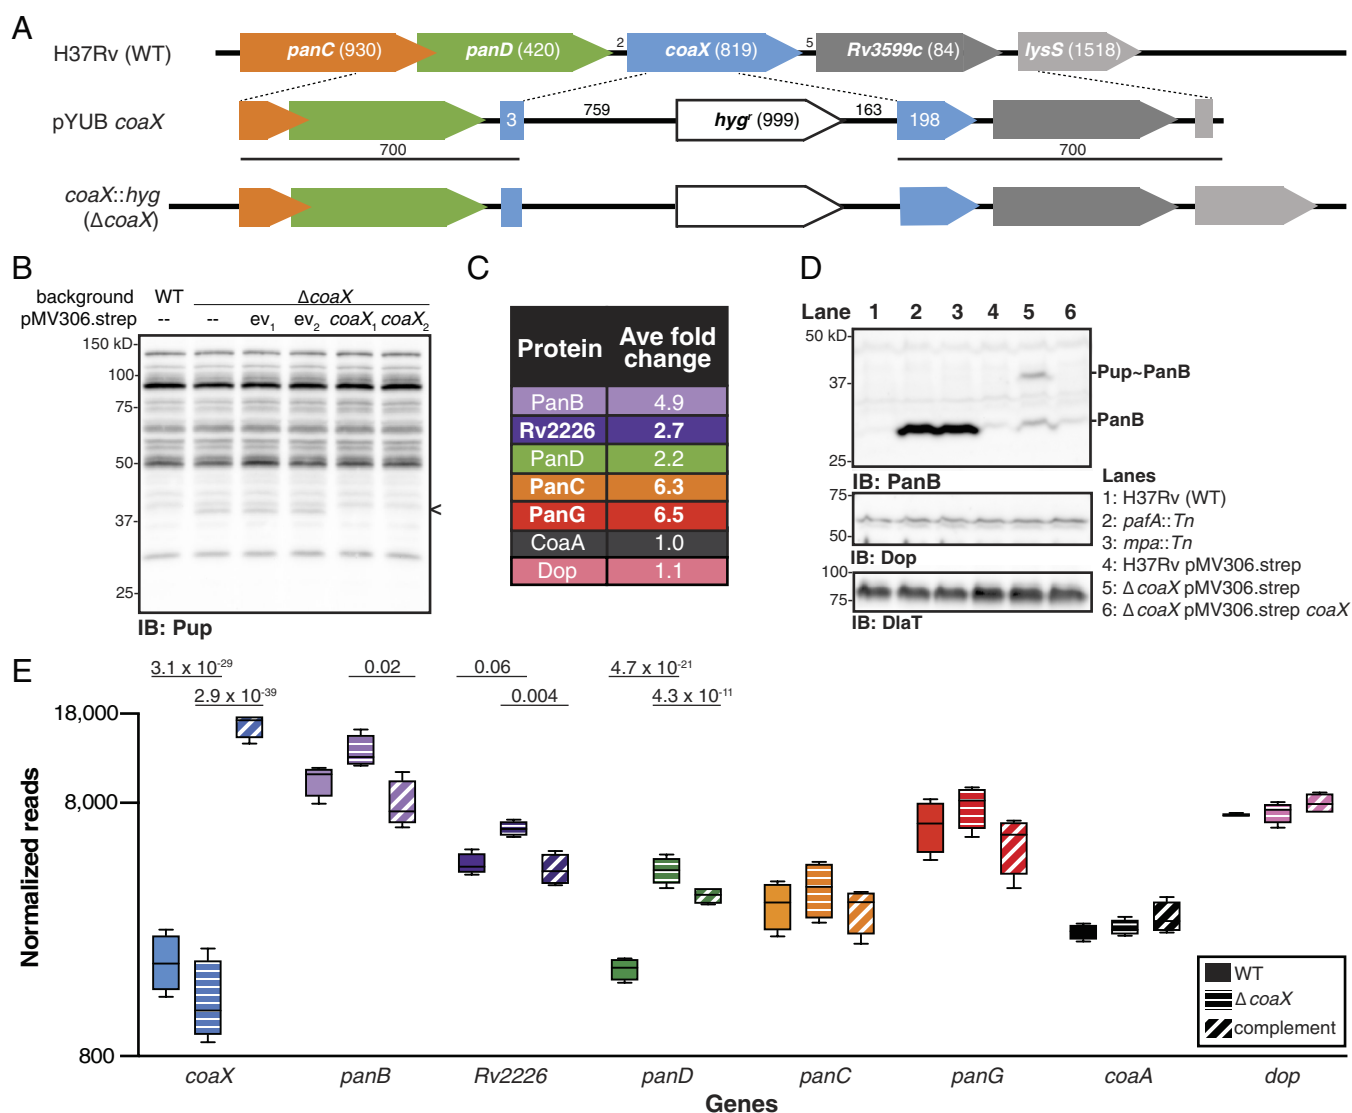 A
H37Rv (WT)
panC (930)
panD (420)
2
coaX (819)
5
Rv3599c (84)
lysS (1518)
pYUB coaX
3
759
hygʳ (999)
163
198
700
700
coaX::hyg
(ΔcoaX)
B
background WT ΔcoaX
pMV306.strep -- -- ev₁ ev₂ coaX₁ coaX₂
150 kD-
100-
75-
50-
37-
25-
<
IB: Pup
C
Protein Ave fold change
PanB 4.9
Rv2226 2.7
PanD 2.2
PanC 6.3
PanG 6.5
CoaA 1.0
Dop 1.1
D
Lane 1 2 3 4 5 6
50 kD-
37-
25-
-Pup~PanB
-PanB
IB: PanB
75-
50-
IB: Dop
100-
75-
IB: DlaT
Lanes
1: H37Rv (WT)
2: pafA::Tn
3: mpa::Tn
4: H37Rv pMV306.strep
5: ΔcoaX pMV306.strep
6: ΔcoaX pMV306.strep coaX
E
3.1 x 10⁻²⁹ 0.02 0.06 4.7 x 10⁻²¹
2.9 x 10⁻³⁹ 0.004 4.3 x 10⁻¹¹
18,000
8,000
800
Normalized reads
WT
ΔcoaX
complement
coaX panB Rv2226 panD panC panG coaA dop
Genes